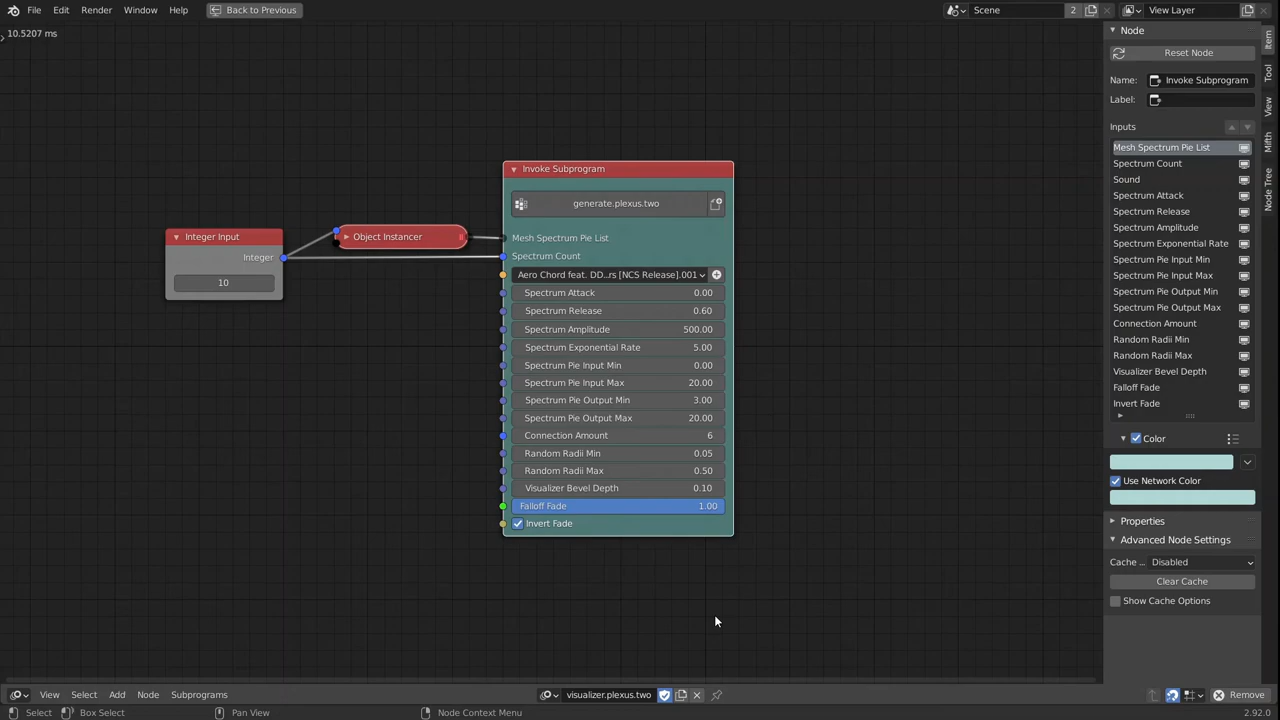 File Edit Render Window Help Back to Previous Scene 2 View Layer
10.5207 ms
Node
Reset Node
Name: Invoke Subprogram
Label:
Inputs
Mesh Spectrum Pie List
Spectrum Count
Sound
Spectrum Attack
Spectrum Release
Spectrum Amplitude
Spectrum Exponential Rate
Spectrum Pie Input Min
Spectrum Pie Input Max
Spectrum Pie Output Min
Spectrum Pie Output Max
Connection Amount
Random Radii Min
Random Radii Max
Visualizer Bevel Depth
Falloff Fade
Invert Fade
Color
Use Network Color
Properties
Advanced Node Settings
Cache ... Disabled
Clear Cache
Show Cache Options
Item
Tool
View
Mifth
Node Tree
Integer Input
Integer
10
Object Instancer
Invoke Subprogram
generate.plexus.two
Mesh Spectrum Pie List
Spectrum Count
Aero Chord feat. DD..rs [NCS Release].001
Spectrum Attack 0.00
Spectrum Release 0.60
Spectrum Amplitude 500.00
Spectrum Exponential Rate 5.00
Spectrum Pie Input Min 0.00
Spectrum Pie Input Max 20.00
Spectrum Pie Output Min 3.00
Spectrum Pie Output Max 20.00
Connection Amount 6
Random Radii Min 0.05
Random Radii Max 0.50
Visualizer Bevel Depth 0.10
Falloff Fade 1.00
Invert Fade
View Select Add Node Subprograms visualizer.plexus.two Remove
Select Box Select Pan View Node Context Menu 2.92.0